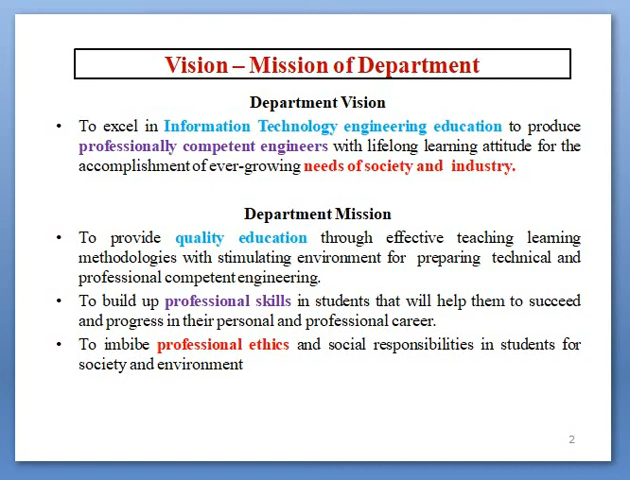 Vision – Mission of Department
Department Vision
• To excel in Information Technology engineering education to produce
professionally competent engineers with lifelong learning attitude for the
accomplishment of ever-growing needs of society and industry.
Department Mission
• To provide quality education through effective teaching learning
methodologies with stimulating environment for preparing technical and
professional competent engineering.
• To build up professional skills in students that will help them to succeed
and progress in their personal and professional career.
• To imbibe professional ethics and social responsibilities in students for
society and environment
2